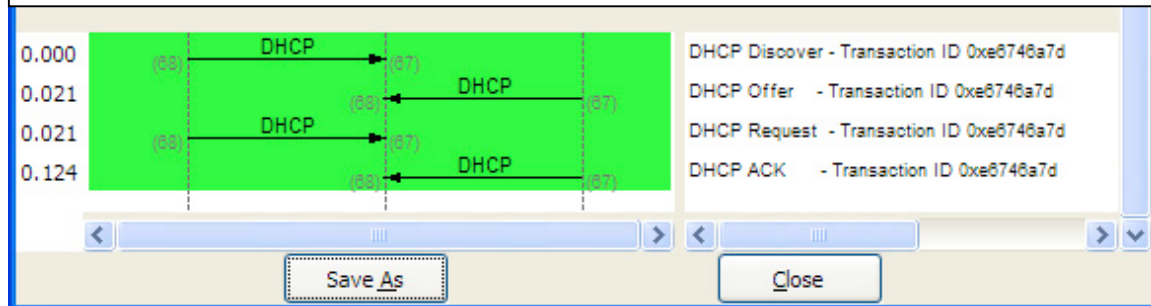 0.000 (68) DHCP (67) DHCP Discover - Transaction ID 0xe6746a7d
0.021 (68) DHCP (67) DHCP Offer - Transaction ID 0xe6746a7d
0.021 (68) DHCP (67) DHCP Request - Transaction ID 0xe6746a7d
0.124 (68) DHCP (67) DHCP ACK - Transaction ID 0xe6746a7d
Save As Close